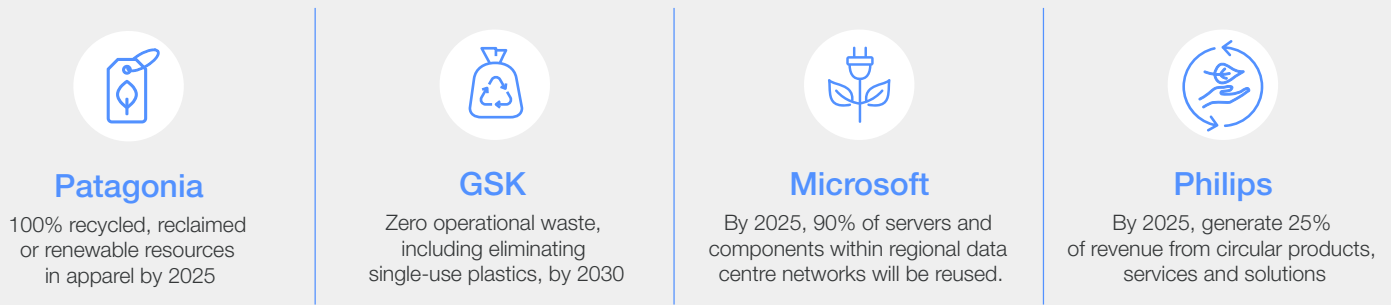 Patagonia
100% recycled, reclaimed
or renewable resources
in apparel by 2025
GSK
Zero operational waste,
including eliminating
single-use plastics, by 2030
Microsoft
By 2025, 90% of servers and
components within regional data
centre networks will be reused.
Philips
By 2025, generate 25%
of revenue from circular products,
services and solutions